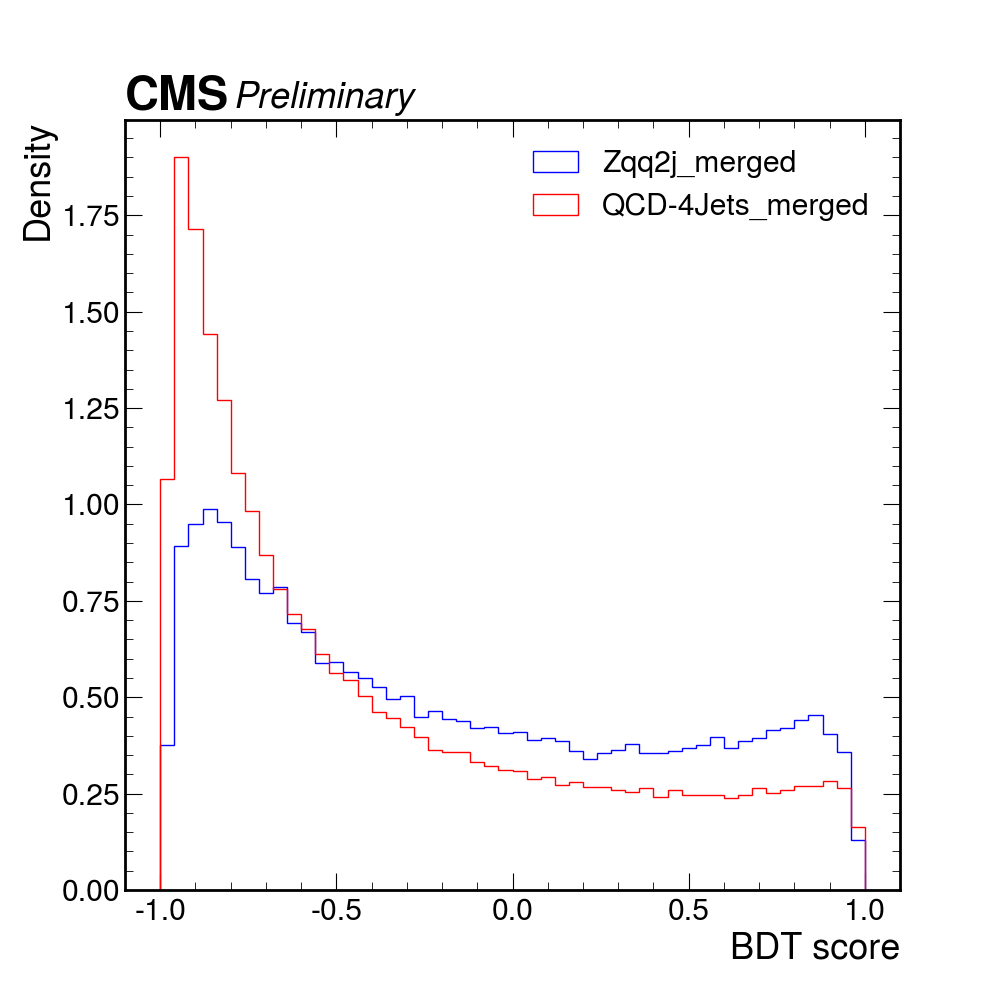 CMS Preliminary
Density
Zqq2j_merged
QCD-4Jets_merged
1.75
1.50
1.25
1.00
0.75
0.50
0.25
0.00
-1.0 -0.5 0.0 0.5 1.0
BDT score